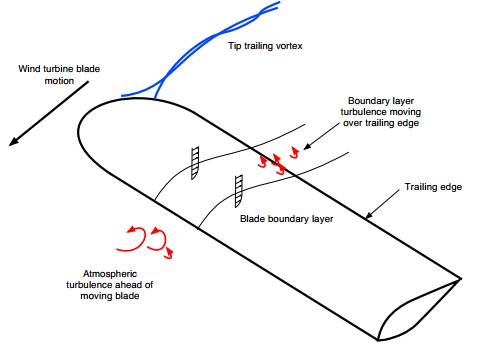 Tip trailing vortex
Wind turbine blade
motion
Boundary layer
turbulence moving
over trailing edge
Trailing edge
Blade boundary layer
Atmospheric
turbulence ahead of
moving blade